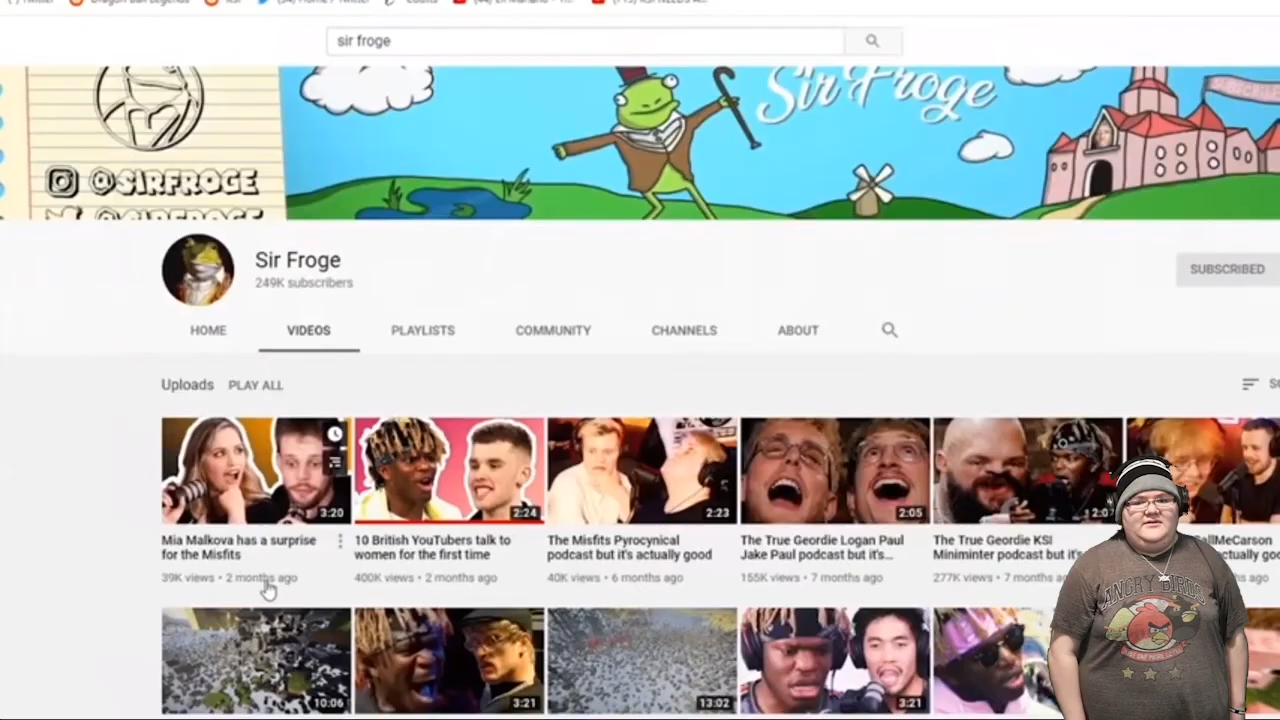 sir froge
Sir Froge
@SIRFROGE
@SIRFROGE
Sir Froge
249K subscribers
SUBSCRIBED
HOME
VIDEOS
PLAYLISTS
COMMUNITY
CHANNELS
ABOUT
Uploads
PLAY ALL
3:20
2:24
2:23
2:05
2:07
Mia Malkova has a surprise
for the Misfits
39K views • 2 months ago
10 British YouTubers talk to
women for the first time
400K views • 2 months ago
The Misfits Pyrocynical
podcast but it's actually good
40K views • 6 months ago
The True Geordie Logan Paul
Jake Paul podcast but it's...
155K views • 7 months ago
The True Geordie KSI
Miniminter podcast but it's
277K views • 7 months
CallMeCarson
ago
10:06
3:21
13:02
3:21
ANGRY BIRDS